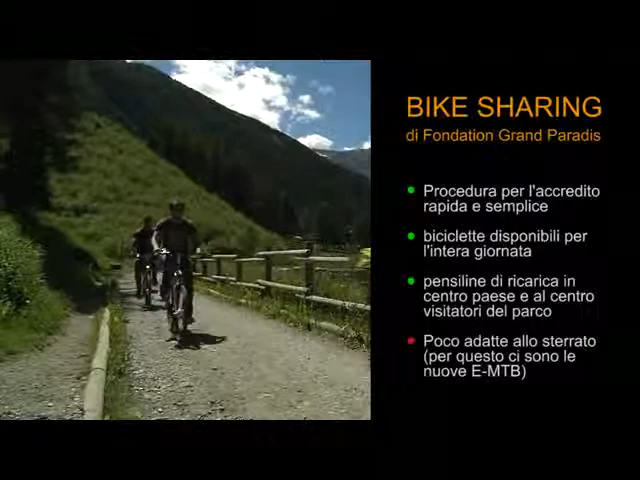 BIKE SHARING
di Fondation Grand Paradis
Procedura per l'accredito
rapida e semplice
biciclette disponibili per
l'intera giornata
pensiline di ricarica in
centro paese e al centro
visitatori del parco
Poco adatte allo sterrato
(per questo ci sono le
nuove E-MTB)